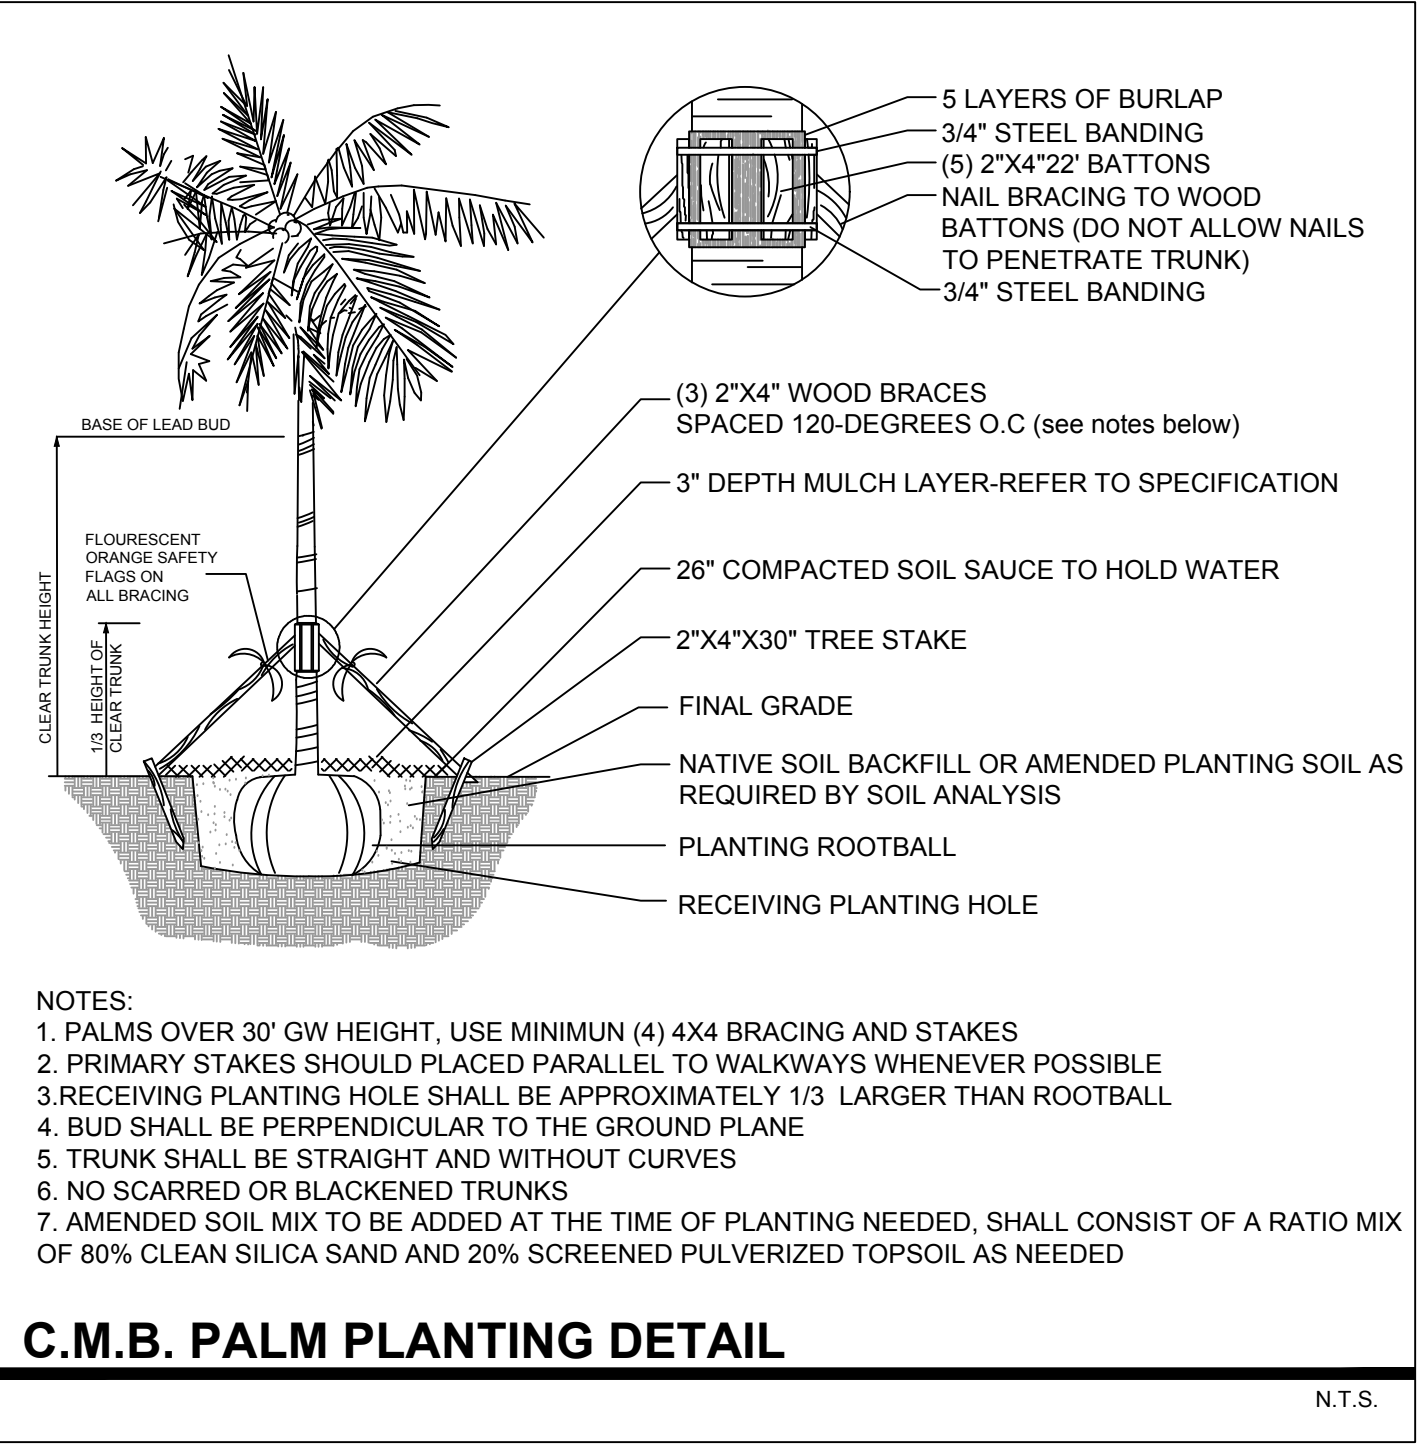 5 LAYERS OF BURLAP
3/4" STEEL BANDING
(5) 2"X4"22' BATTONS
NAIL BRACING TO WOOD
BATTONS (DO NOT ALLOW NAILS
TO PENETRATE TRUNK)
3/4" STEEL BANDING
(3) 2"X4" WOOD BRACES
SPACED 120-DEGREES O.C (see notes below)
BASE OF LEAD BUD
3" DEPTH MULCH LAYER-REFER TO SPECIFICATION
FLOURESCENT
ORANGE SAFETY
FLAGS ON
ALL BRACING
26" COMPACTED SOIL SAUCE TO HOLD WATER
CLEAR TRUNK HEIGHT
1/3 HEIGHT OF
CLEAR TRUNK
2"X4"X30" TREE STAKE
FINAL GRADE
NATIVE SOIL BACKFILL OR AMENDED PLANTING SOIL AS
REQUIRED BY SOIL ANALYSIS
PLANTING ROOTBALL
RECEIVING PLANTING HOLE
NOTES:
1. PALMS OVER 30' GW HEIGHT, USE MINIMUN (4) 4X4 BRACING AND STAKES
2. PRIMARY STAKES SHOULD PLACED PARALLEL TO WALKWAYS WHENEVER POSSIBLE
3.RECEIVING PLANTING HOLE SHALL BE APPROXIMATELY 1/3 LARGER THAN ROOTBALL
4. BUD SHALL BE PERPENDICULAR TO THE GROUND PLANE
5. TRUNK SHALL BE STRAIGHT AND WITHOUT CURVES
6. NO SCARRED OR BLACKENED TRUNKS
7. AMENDED SOIL MIX TO BE ADDED AT THE TIME OF PLANTING NEEDED, SHALL CONSIST OF A RATIO MIX
OF 80% CLEAN SILICA SAND AND 20% SCREENED PULVERIZED TOPSOIL AS NEEDED
C.M.B. PALM PLANTING DETAIL
N.T.S.